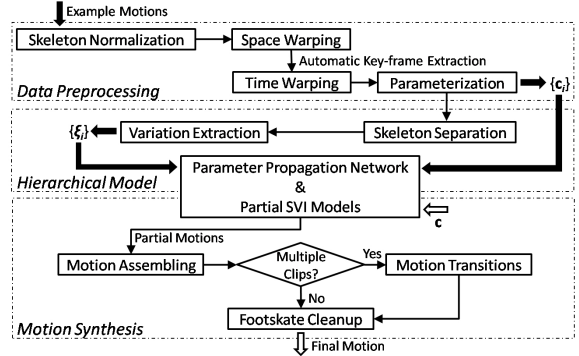 Example Motions
Skeleton Normalization
Space Warping
Automatic Key-frame Extraction
Time Warping
Parameterization
{cᵢ}
Data Preprocessing
{ξᵢ}
Variation Extraction
Skeleton Separation
Parameter Propagation Network
&
Partial SVI Models
Hierarchical Model
c
Partial Motions
Motion Assembling
Multiple
Clips?
Yes
Motion Transitions
No
Footskate Cleanup
Motion Synthesis
Final Motion